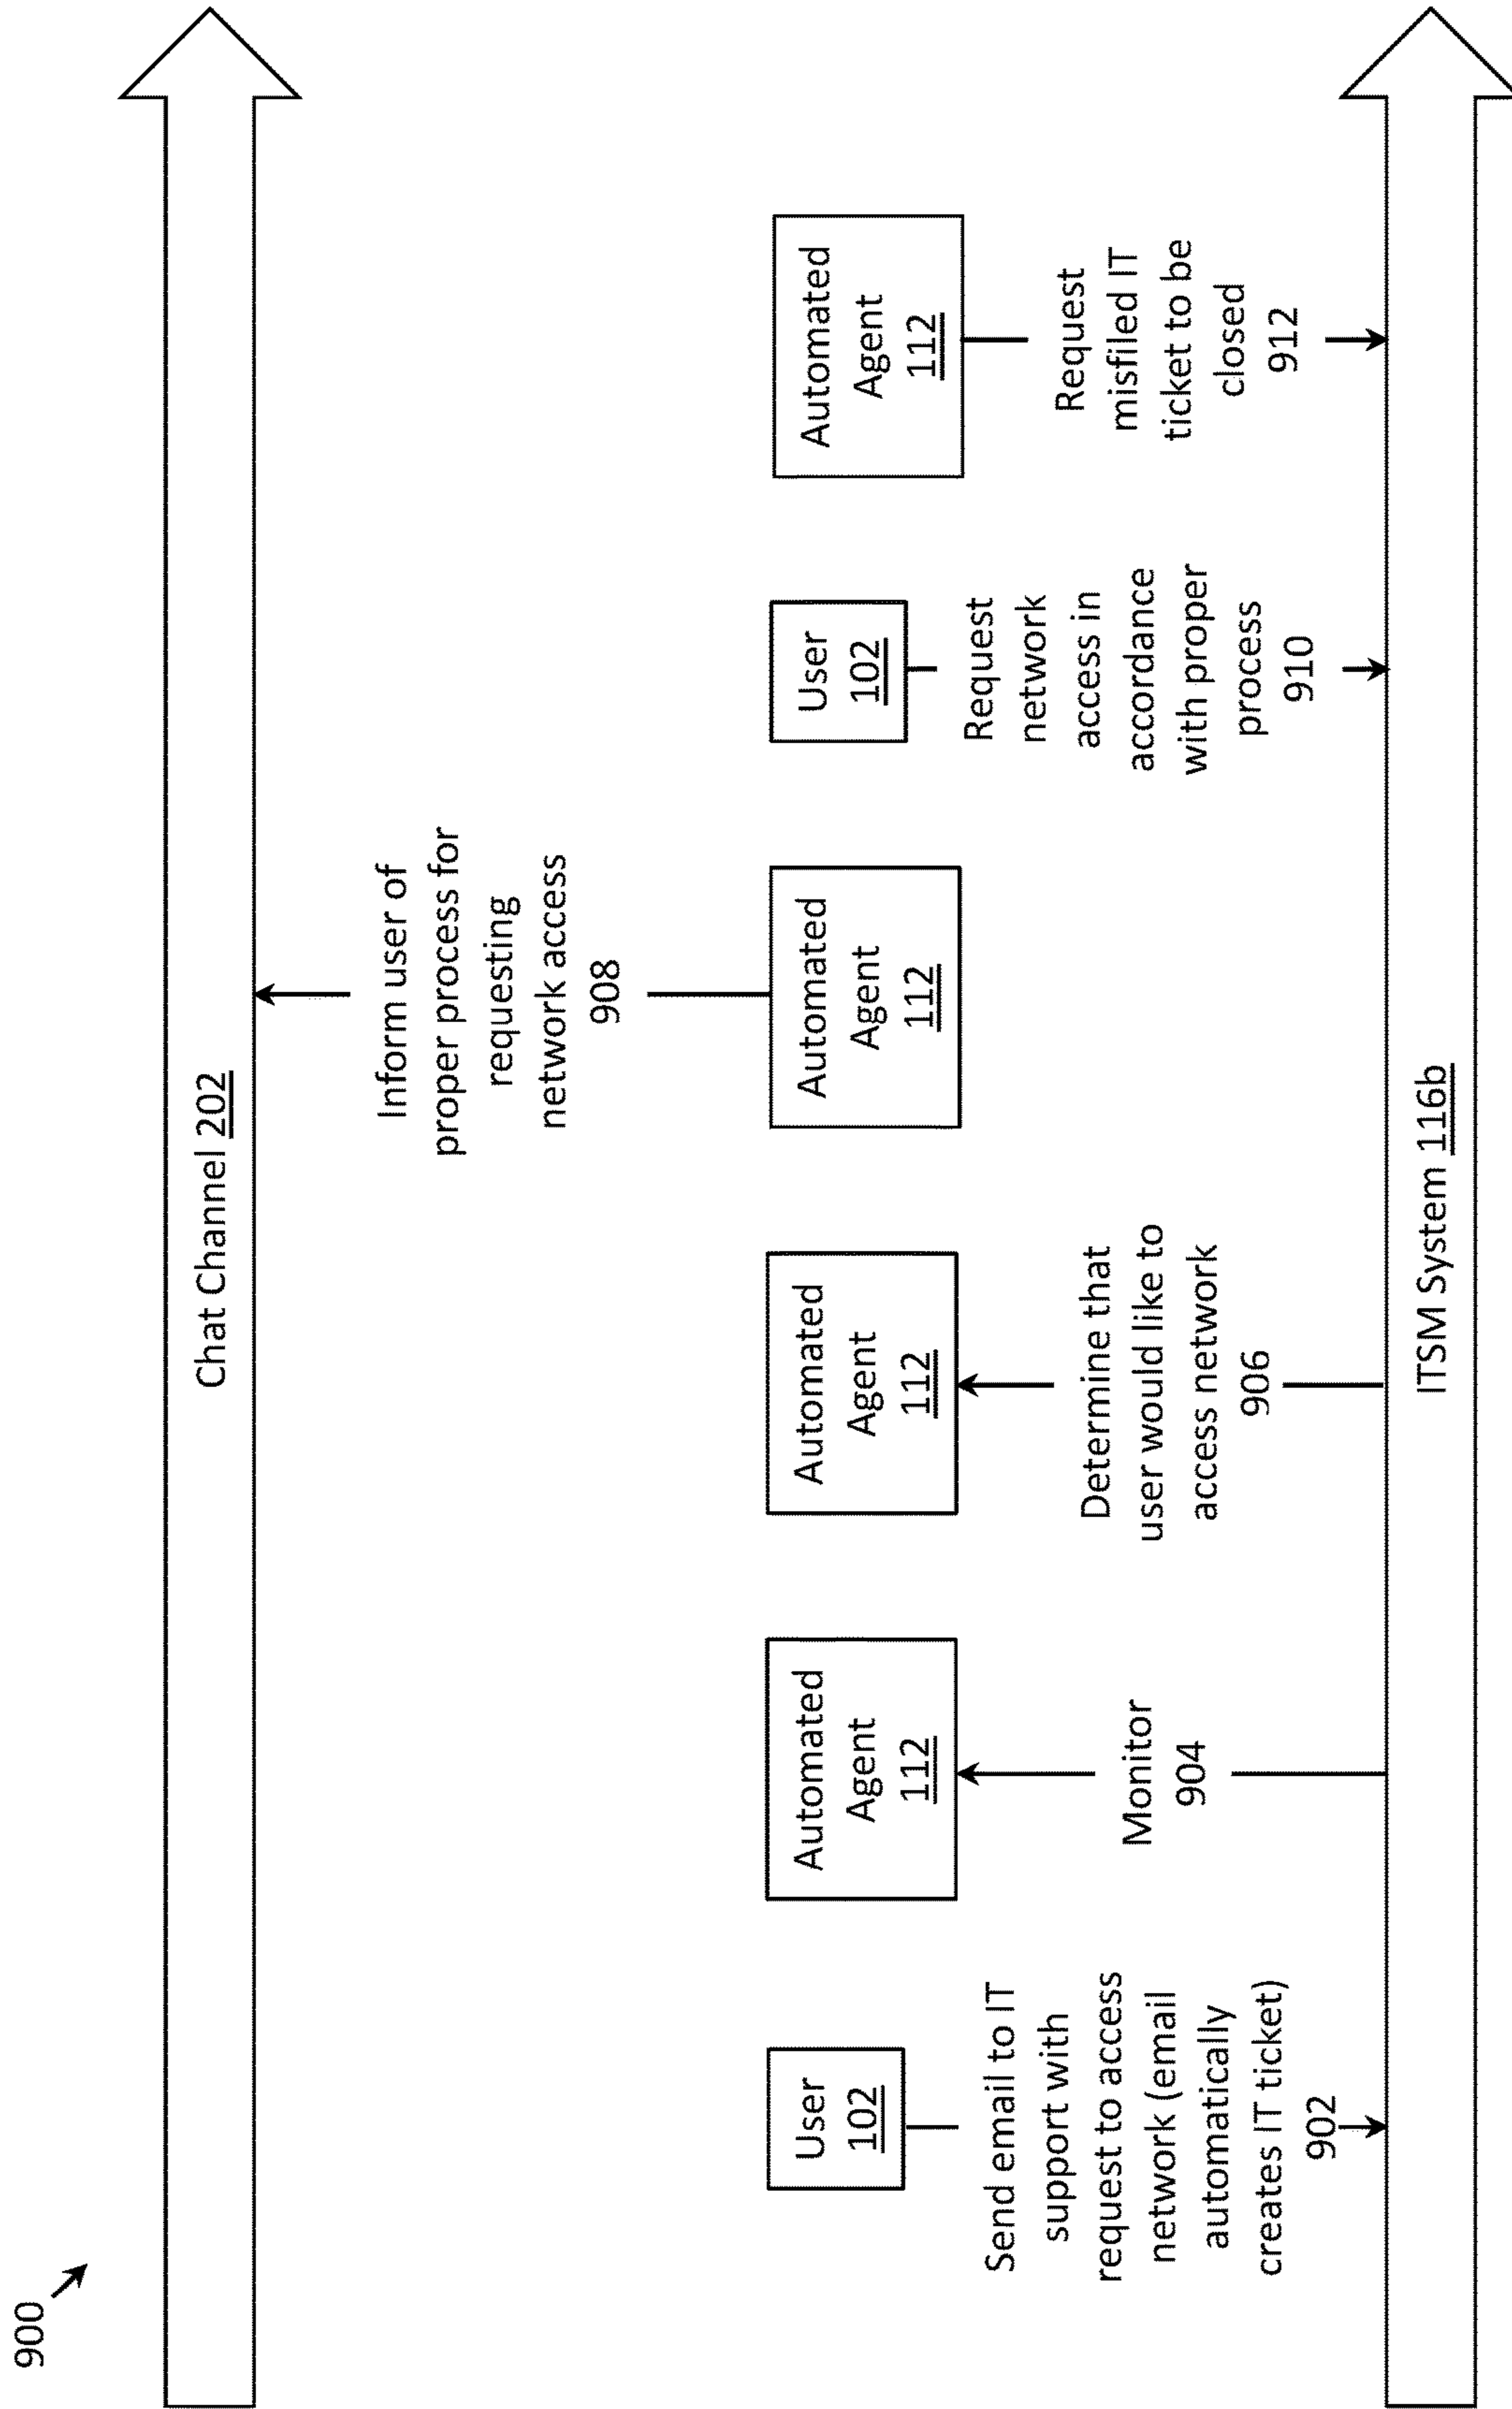 900
Chat Channel 202
Inform user of
proper process for
requesting
network access
908
User
102
Send email to IT
support with
request to access
network (email
automatically
creates IT ticket)
902
Automated
Agent
112
Monitor
904
Automated
Agent
112
Determine that
user would like to
access network
906
Automated
Agent
112
User
102
Request
network
access in
accordance
with proper
process
910
Automated
Agent
112
Request
misfiled IT
ticket to be
closed
912
ITSM System 116b